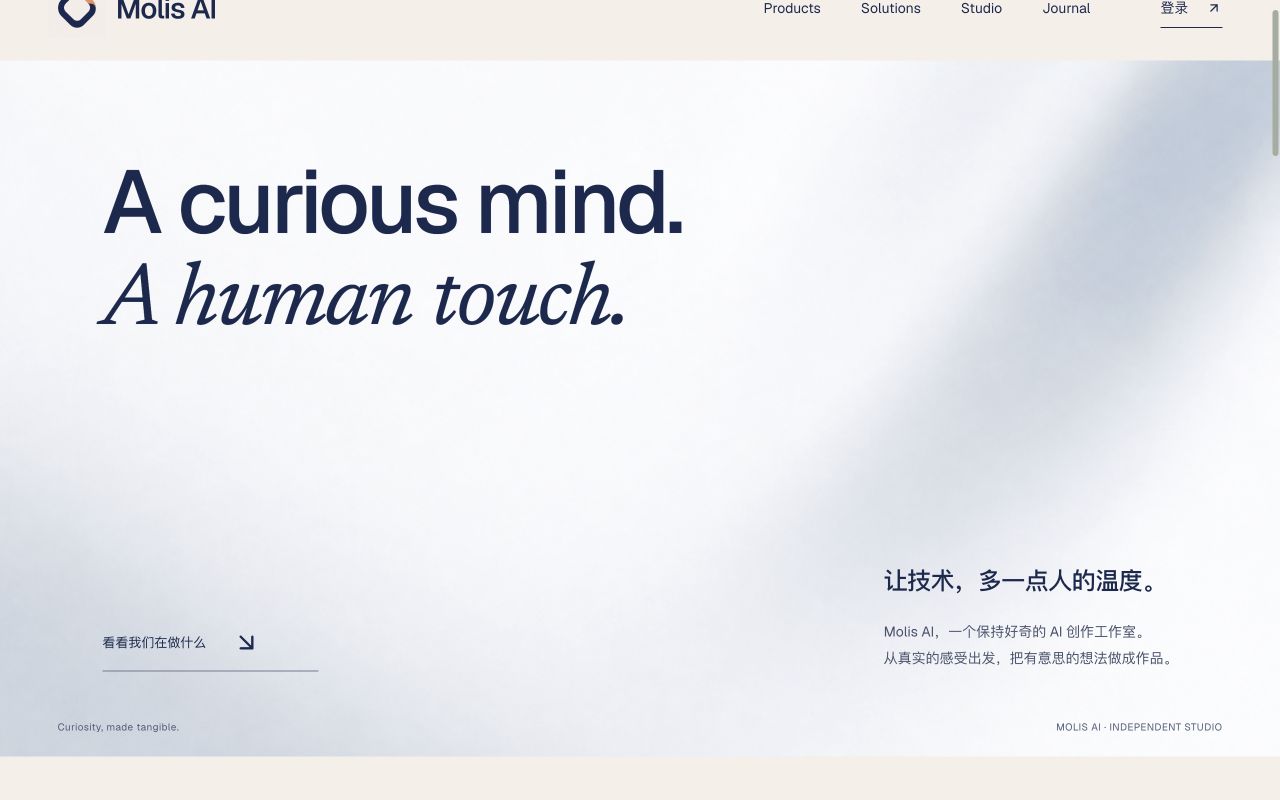 Molis AI
Products
Solutions
Studio
Journal
登录
A curious mind.
A human touch.
让技术，多一点人的温度。
Molis AI，一个保持好奇的 AI 创作工作室。
从真实的感受出发，把有意思的想法做成作品。
看看我们在做什么
Curiosity, made tangible.
MOLIS AI · INDEPENDENT STUDIO